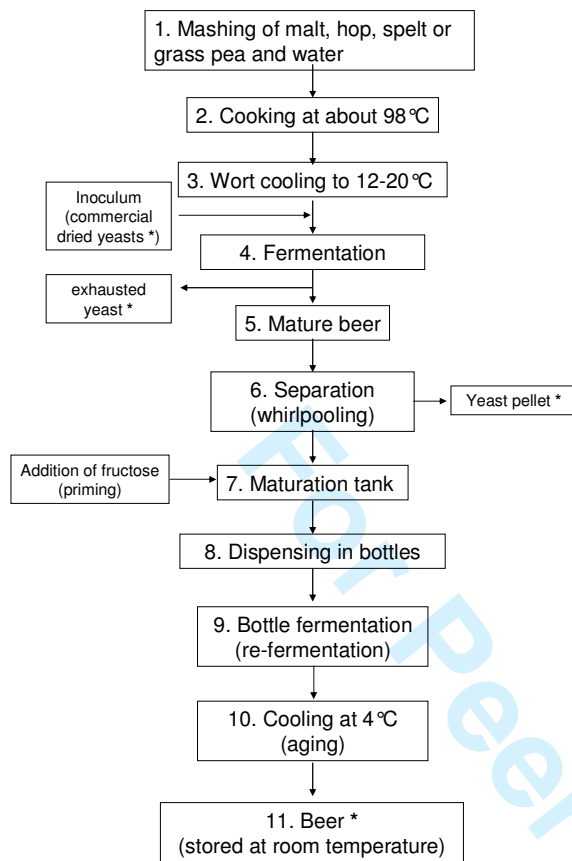 1. Mashing of malt, hop, spelt or
grass pea and water
2. Cooking at about 98°C
3. Wort cooling to 12-20°C
Inoculum
(commercial
dried yeasts *)
4. Fermentation
exhausted
yeast *
5. Mature beer
6. Separation
(whirlpooling)
Yeast pellet *
Addition of fructose
(priming)
7. Maturation tank
8. Dispensing in bottles
9. Bottle fermentation
(re-fermentation)
10. Cooling at 4°C
(aging)
11. Beer *
(stored at room temperature)
For Peer